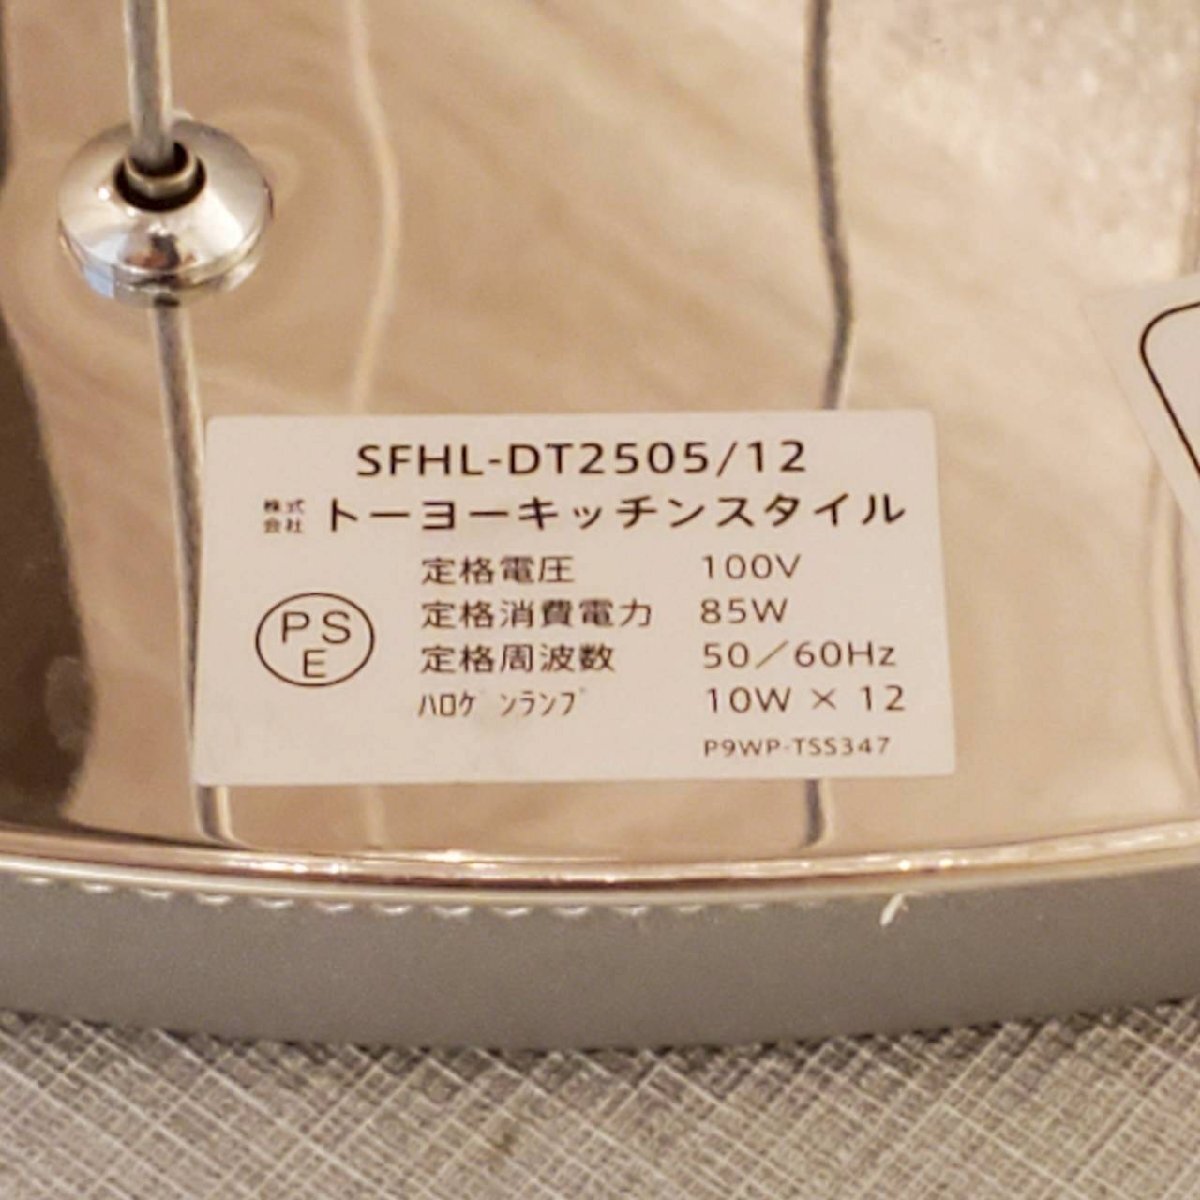 SFHL-DT2505/12
株式会社 トーヨーキッチンスタイル
定格電圧 100V
定格消費電力 85W
定格周波数 50/60Hz
ﾊﾛｹﾞﾝﾗﾝﾌﾟ 10W × 12
P9WP-TSS347
PSE